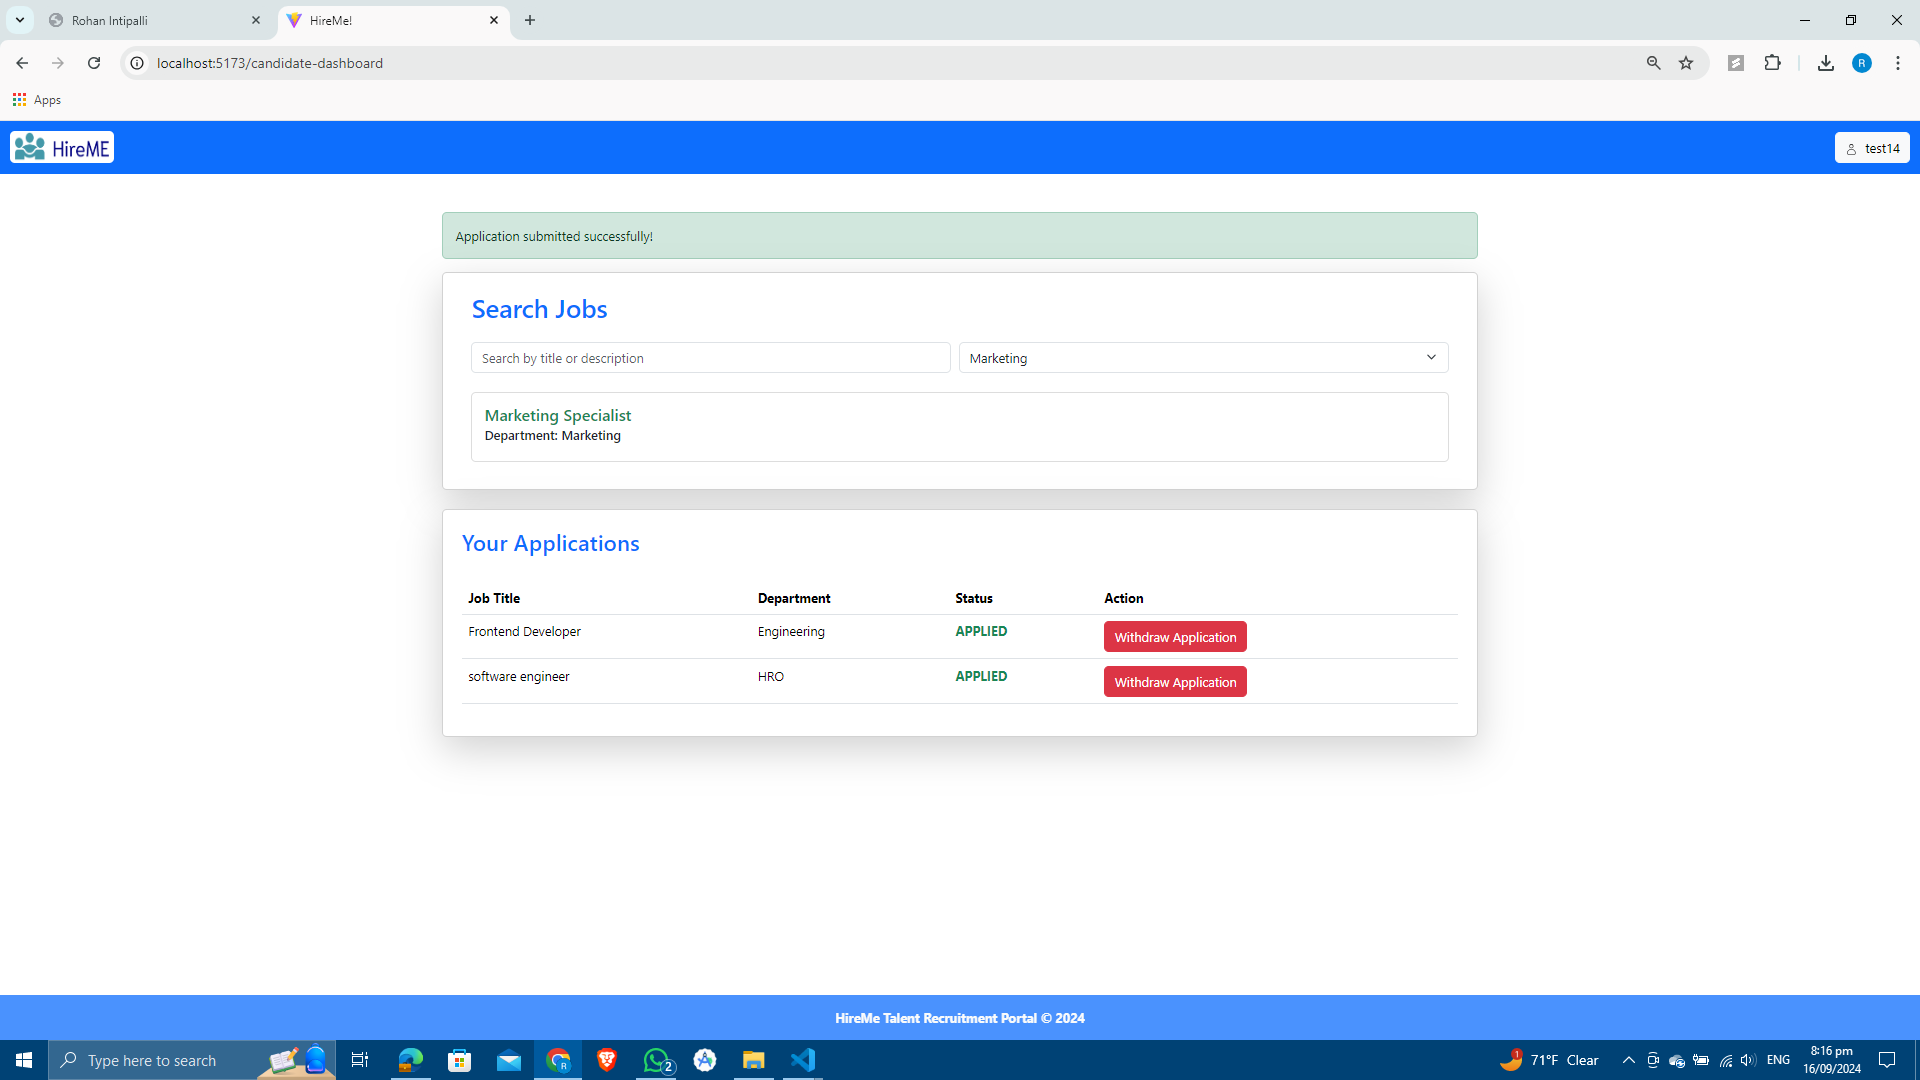 Rohan Intipalli
HireMe!
localhost:5173/candidate-dashboard
R
Apps
HireME
test14
Application submitted successfully!
Search Jobs
Search by title or description
Marketing
Marketing Specialist
Department: Marketing
Your Applications
Job Title Department Status Action
Frontend Developer Engineering APPLIED Withdraw Application
software engineer HRO APPLIED Withdraw Application
HireMe Talent Recruitment Portal © 2024
Type here to search
R
2
1
71°F Clear
ENG
8:16 pm
16/09/2024